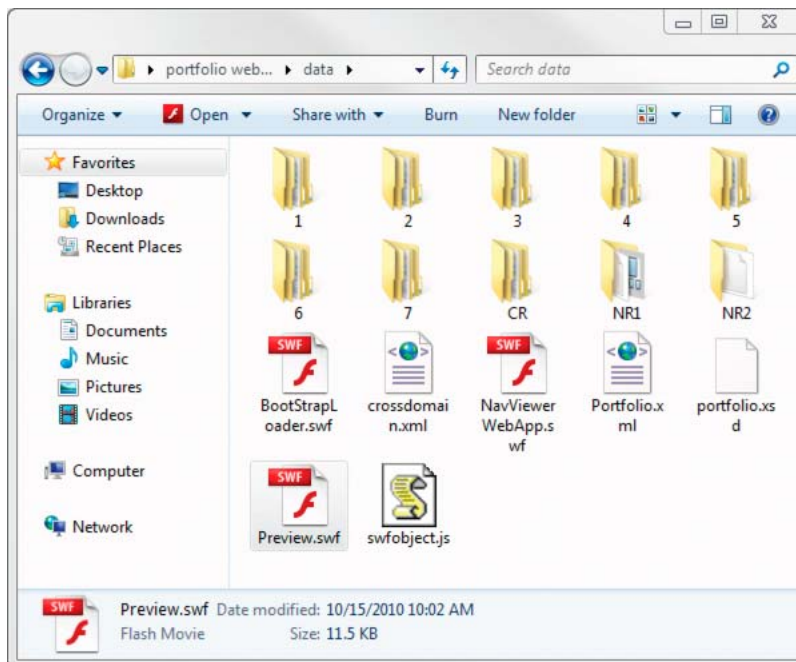 portfolio web... data
Search data
Organize Open Share with Burn New folder
Favorites
Desktop
Downloads
Recent Places
Libraries
Documents
Music
Pictures
Videos
Computer
Network
1 2 3 4 5
6 7 CR NR1 NR2
SWF SWF
BootStrapL crossdomai NavViewer Portfolio.x portfolio.xs
oader.swf n.xml WebApp.s ml d
wf
SWF
Preview.swf swfobject.js
SWF
Preview.swf Date modified: 10/15/2010 10:02 AM
Flash Movie Size: 11.5 KB